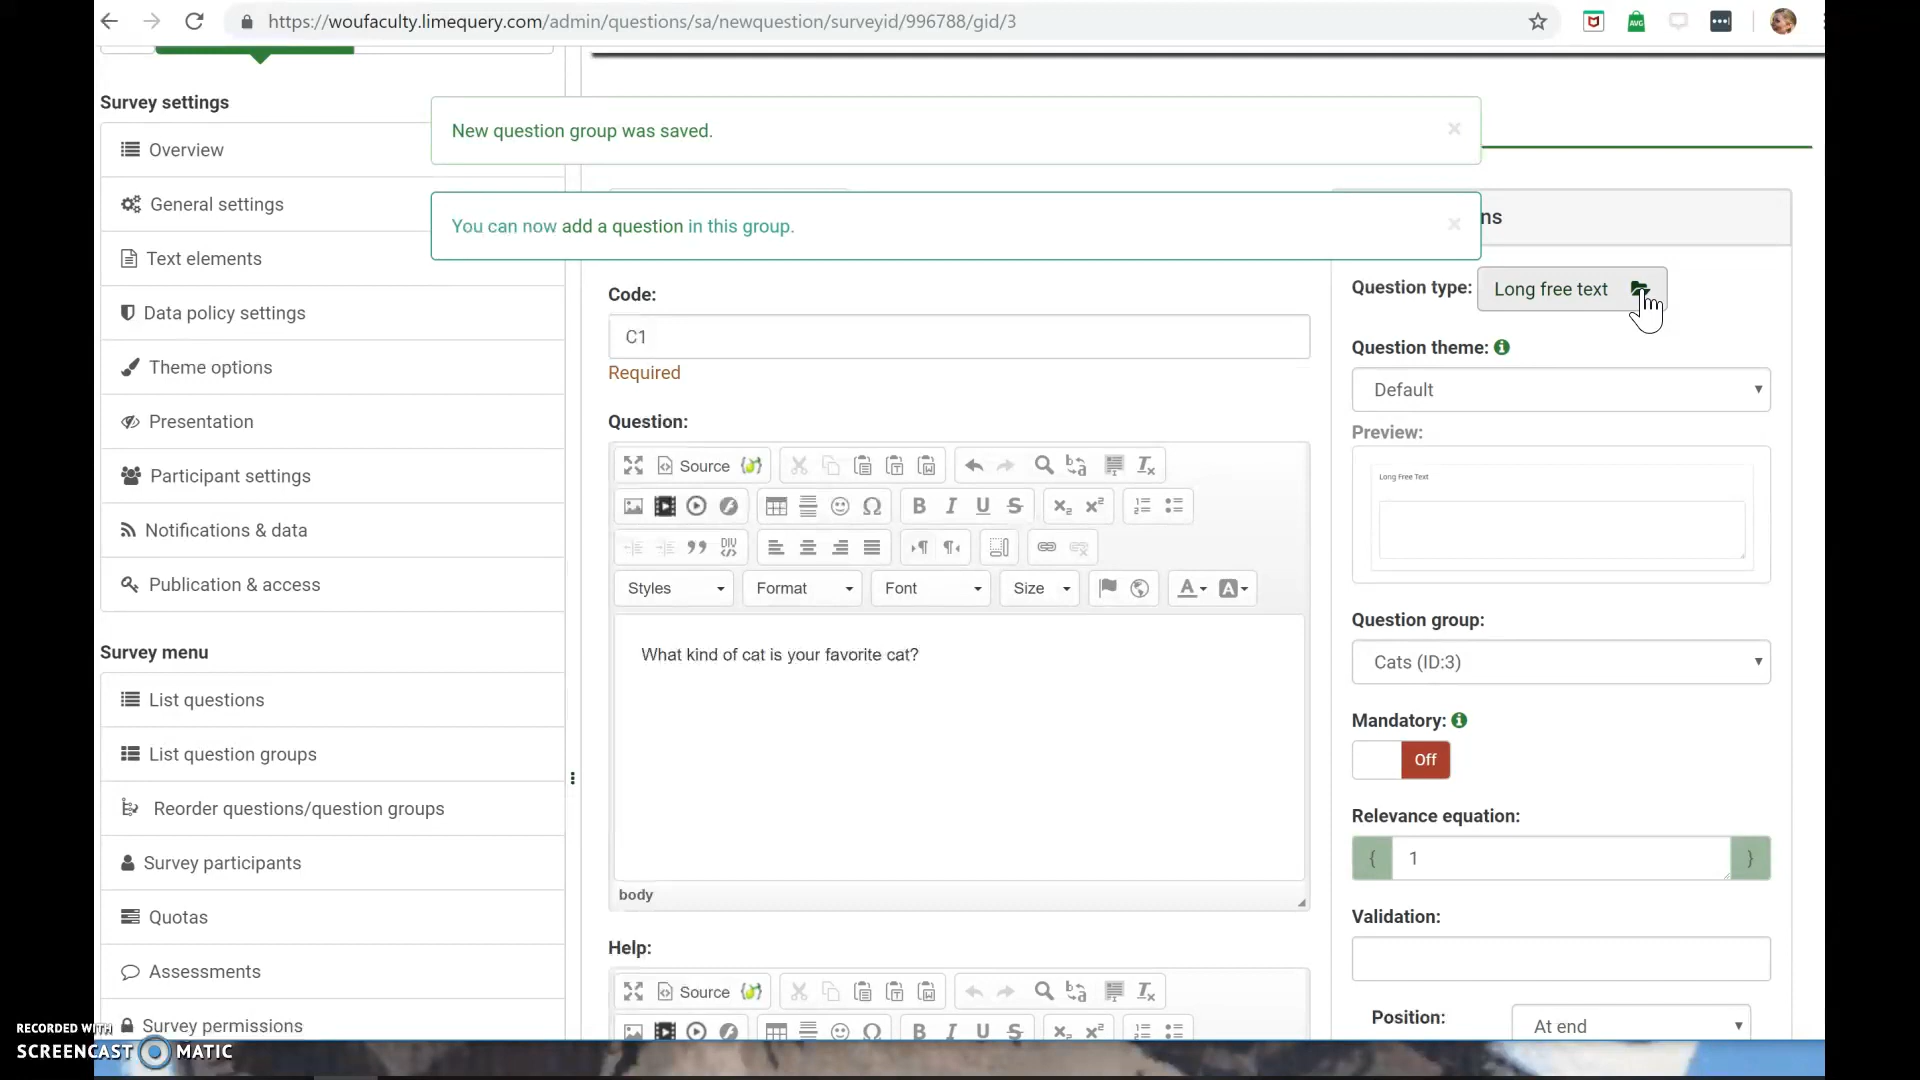 https://woufaculty.limequery.com/admin/questions/sa/newquestion/surveyid/996788/gid/3
Survey settings
Overview
General settings
Text elements
Data policy settings
Theme options
Presentation
Participant settings
Notifications & data
Publication & access
Survey menu
List questions
List question groups
Reorder questions/question groups
Survey participants
Quotas
Assessments
Survey permissions
New question group was saved.
×
You can now add a question in this group.
×
Code:
C1
Required
Question:
Source
DIV
Styles
Format
Font
Size
What kind of cat is your favorite cat?
body
Help:
Source
ns
Question type: Long free text
Question theme:
Default
Preview:
Long Free Text
Question group:
Cats (ID:3)
Mandatory:
Off
Relevance equation:
{ 1 }
Validation:
Position: At end
RECORDED WITH
SCREENCAST MATIC